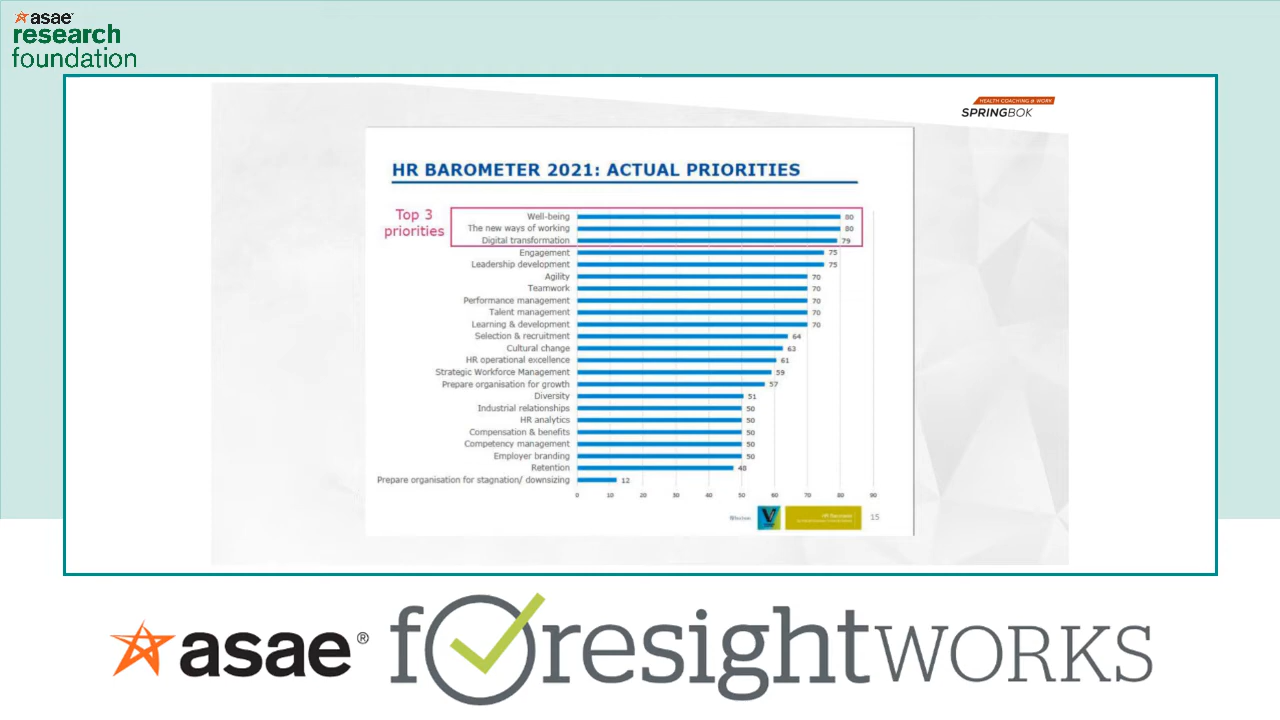 asae
research
foundation
HEALTH COACHING @ WORK
SPRINGBOK
HR BAROMETER 2021: ACTUAL PRIORITIES
Top 3
priorities
Well-being 80
The new ways of working 80
Digital transformation 79
Engagement 75
Leadership development 75
Agility 70
Teamwork 70
Performance management 70
Talent management 70
Learning & development 70
Selection & recruitment 64
Cultural change 63
HR operational excellence 61
Strategic Workforce Management 59
Prepare organisation for growth 57
Diversity 51
Industrial relationships 50
HR analytics 50
Compensation & benefits 50
Competency management 50
Employer branding 50
Retention 48
Prepare organisation for stagnation/ downsizing 12
0 10 20 30 40 50 60 70 80 90
HR Barometer
15
asae® foresightWORKS